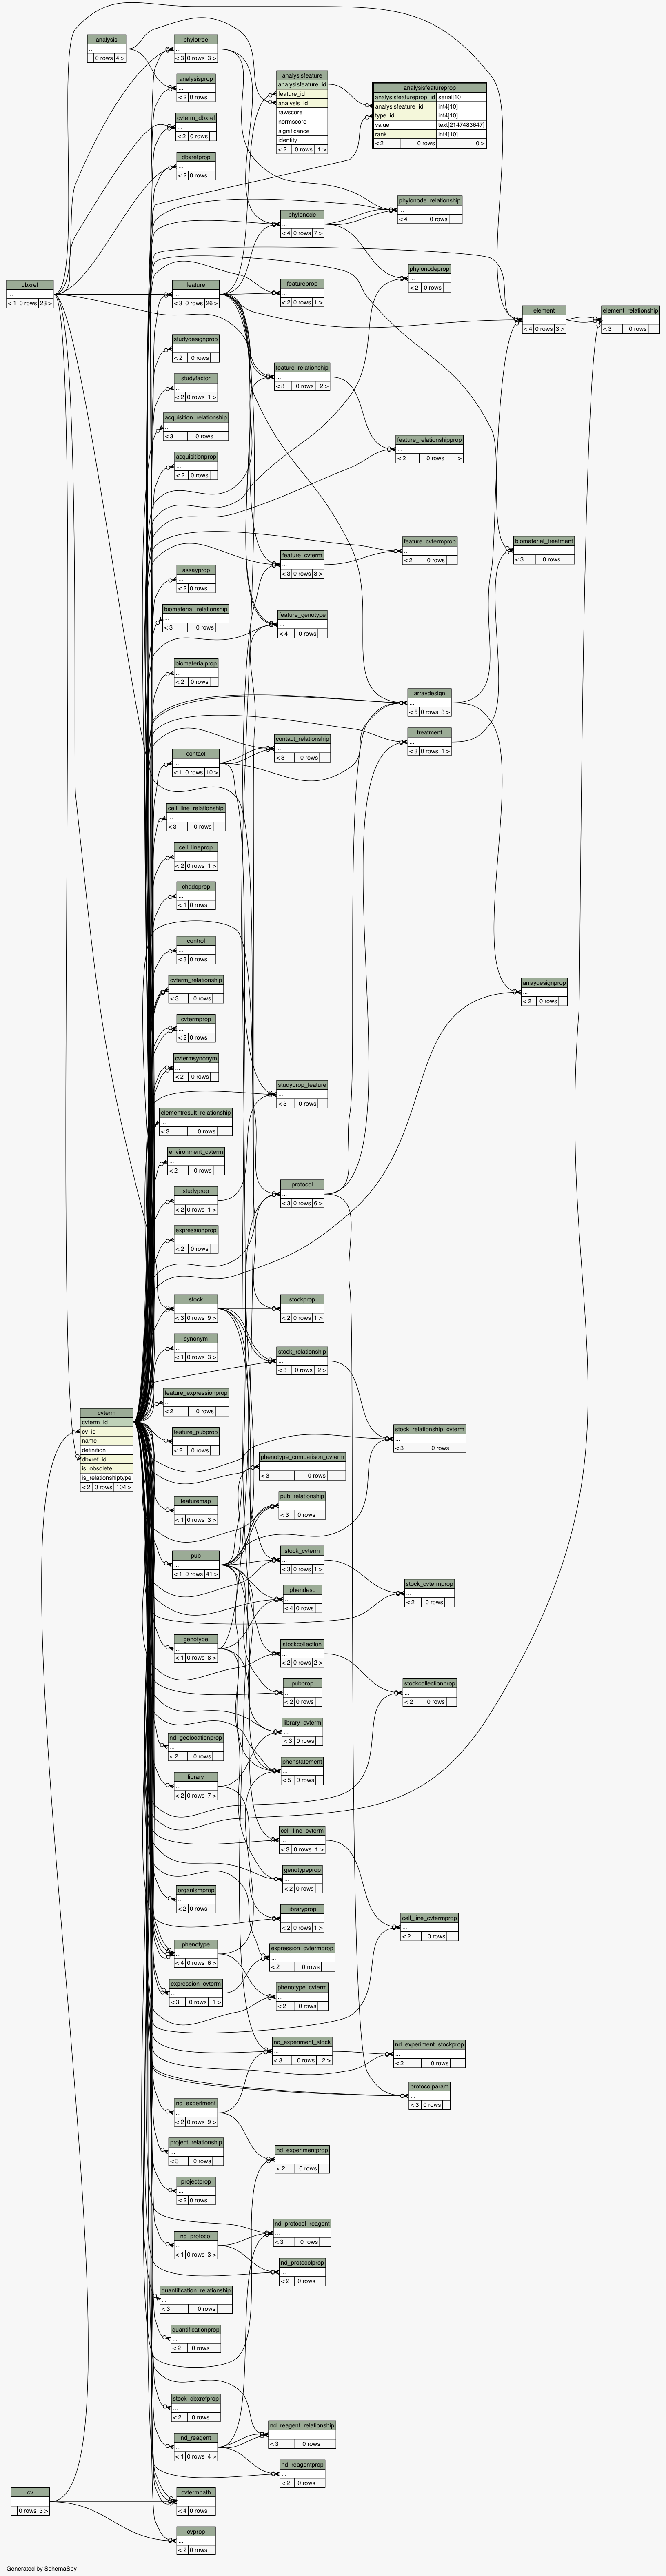 analysis
...
0 rows 4 >
phylotree
...
< 3 0 rows 3 >
analysisprop
...
< 2 0 rows
cvterm_dbxref
...
< 2 0 rows
dbxrefprop
...
< 2 0 rows
analysisfeature
analysisfeature_id
feature_id
analysis_id
rawscore
normscore
significance
identity
< 2 0 rows 1 >
analysisfeatureprop
analysisfeatureprop_id serial[10]
analysisfeature_id int4[10]
type_id int4[10]
value text[2147483647]
rank int4[10]
< 2 0 rows 0 >
phylonode_relationship
...
< 4 0 rows
phylonode
...
< 4 0 rows 7 >
phylonodeprop
...
< 2 0 rows
dbxref
...
< 1 0 rows 23 >
feature
...
< 3 0 rows 26 >
featureprop
...
< 2 0 rows 1 >
element
...
< 4 0 rows 3 >
element_relationship
...
< 3 0 rows
studydesignprop
...
< 2 0 rows
studyfactor
...
< 2 0 rows 1 >
feature_relationship
...
< 3 0 rows 2 >
acquisition_relationship
...
< 3 0 rows
acquisitionprop
...
< 2 0 rows
feature_relationshipprop
...
< 2 0 rows 1 >
feature_cvtermprop
...
< 2 0 rows
biomaterial_treatment
...
< 3 0 rows
feature_cvterm
...
< 3 0 rows 3 >
assayprop
...
< 2 0 rows
biomaterial_relationship
...
< 3 0 rows
feature_genotype
...
< 4 0 rows
biomaterialprop
...
< 2 0 rows
arraydesign
...
< 5 0 rows 3 >
treatment
...
< 3 0 rows 1 >
contact_relationship
...
< 3 0 rows
contact
...
< 1 0 rows 10 >
cell_line_relationship
...
< 3 0 rows
cell_lineprop
...
< 2 0 rows 1 >
chadoprop
...
< 1 0 rows
control
...
< 3 0 rows
cvterm_relationship
...
< 3 0 rows
arraydesignprop
...
< 2 0 rows
cvtermprop
...
< 2 0 rows
cvtermsynonym
...
< 2 0 rows
studyprop_feature
...
< 3 0 rows
elementresult_relationship
...
< 3 0 rows
environment_cvterm
...
< 2 0 rows
studyprop
...
< 2 0 rows 1 >
protocol
...
< 3 0 rows 6 >
expressionprop
...
< 2 0 rows
stock
...
< 3 0 rows 9 >
stockprop
...
< 2 0 rows 1 >
synonym
...
< 1 0 rows 3 >
stock_relationship
...
< 3 0 rows 2 >
feature_expressionprop
...
< 2 0 rows
cvterm
cvterm_id
cv_id
name
definition
dbxref_id
is_obsolete
is_relationshiptype
< 2 0 rows 104 >
feature_pubprop
...
< 2 0 rows
stock_relationship_cvterm
...
< 3 0 rows
phenotype_comparison_cvterm
...
< 3 0 rows
featuremap
...
< 1 0 rows 3 >
pub_relationship
...
< 3 0 rows
pub
...
< 1 0 rows 41 >
stock_cvterm
...
< 3 0 rows 1 >
stock_cvtermprop
...
< 2 0 rows
phendesc
...
< 4 0 rows
genotype
...
< 1 0 rows 8 >
stockcollection
...
< 2 0 rows 2 >
pubprop
...
< 2 0 rows
stockcollectionprop
...
< 2 0 rows
library_cvterm
...
< 3 0 rows
nd_geolocationprop
...
< 2 0 rows
phenstatement
...
< 5 0 rows
library
...
< 2 0 rows 7 >
cell_line_cvterm
...
< 3 0 rows 1 >
genotypeprop
...
< 2 0 rows
organismprop
...
< 2 0 rows
libraryprop
...
< 2 0 rows 1 >
cell_line_cvtermprop
...
< 2 0 rows
phenotype
...
< 4 0 rows 6 >
expression_cvtermprop
...
< 2 0 rows
expression_cvterm
...
< 3 0 rows 1 >
phenotype_cvterm
...
< 2 0 rows
nd_experiment_stock
...
< 3 0 rows 2 >
nd_experiment_stockprop
...
< 2 0 rows
protocolparam
...
< 3 0 rows
nd_experiment
...
< 2 0 rows 9 >
project_relationship
...
< 3 0 rows
nd_experimentprop
...
< 2 0 rows
projectprop
...
< 2 0 rows
nd_protocol_reagent
...
< 3 0 rows
nd_protocol
...
< 1 0 rows 3 >
nd_protocolprop
...
< 2 0 rows
quantification_relationship
...
< 3 0 rows
quantificationprop
...
< 2 0 rows
stock_dbxrefprop
...
< 2 0 rows
nd_reagent_relationship
...
< 3 0 rows
nd_reagent
...
< 1 0 rows 4 >
nd_reagentprop
...
< 2 0 rows
cv
...
0 rows 3 >
cvtermpath
...
< 4 0 rows
cvprop
...
< 2 0 rows
Generated by SchemaSpy